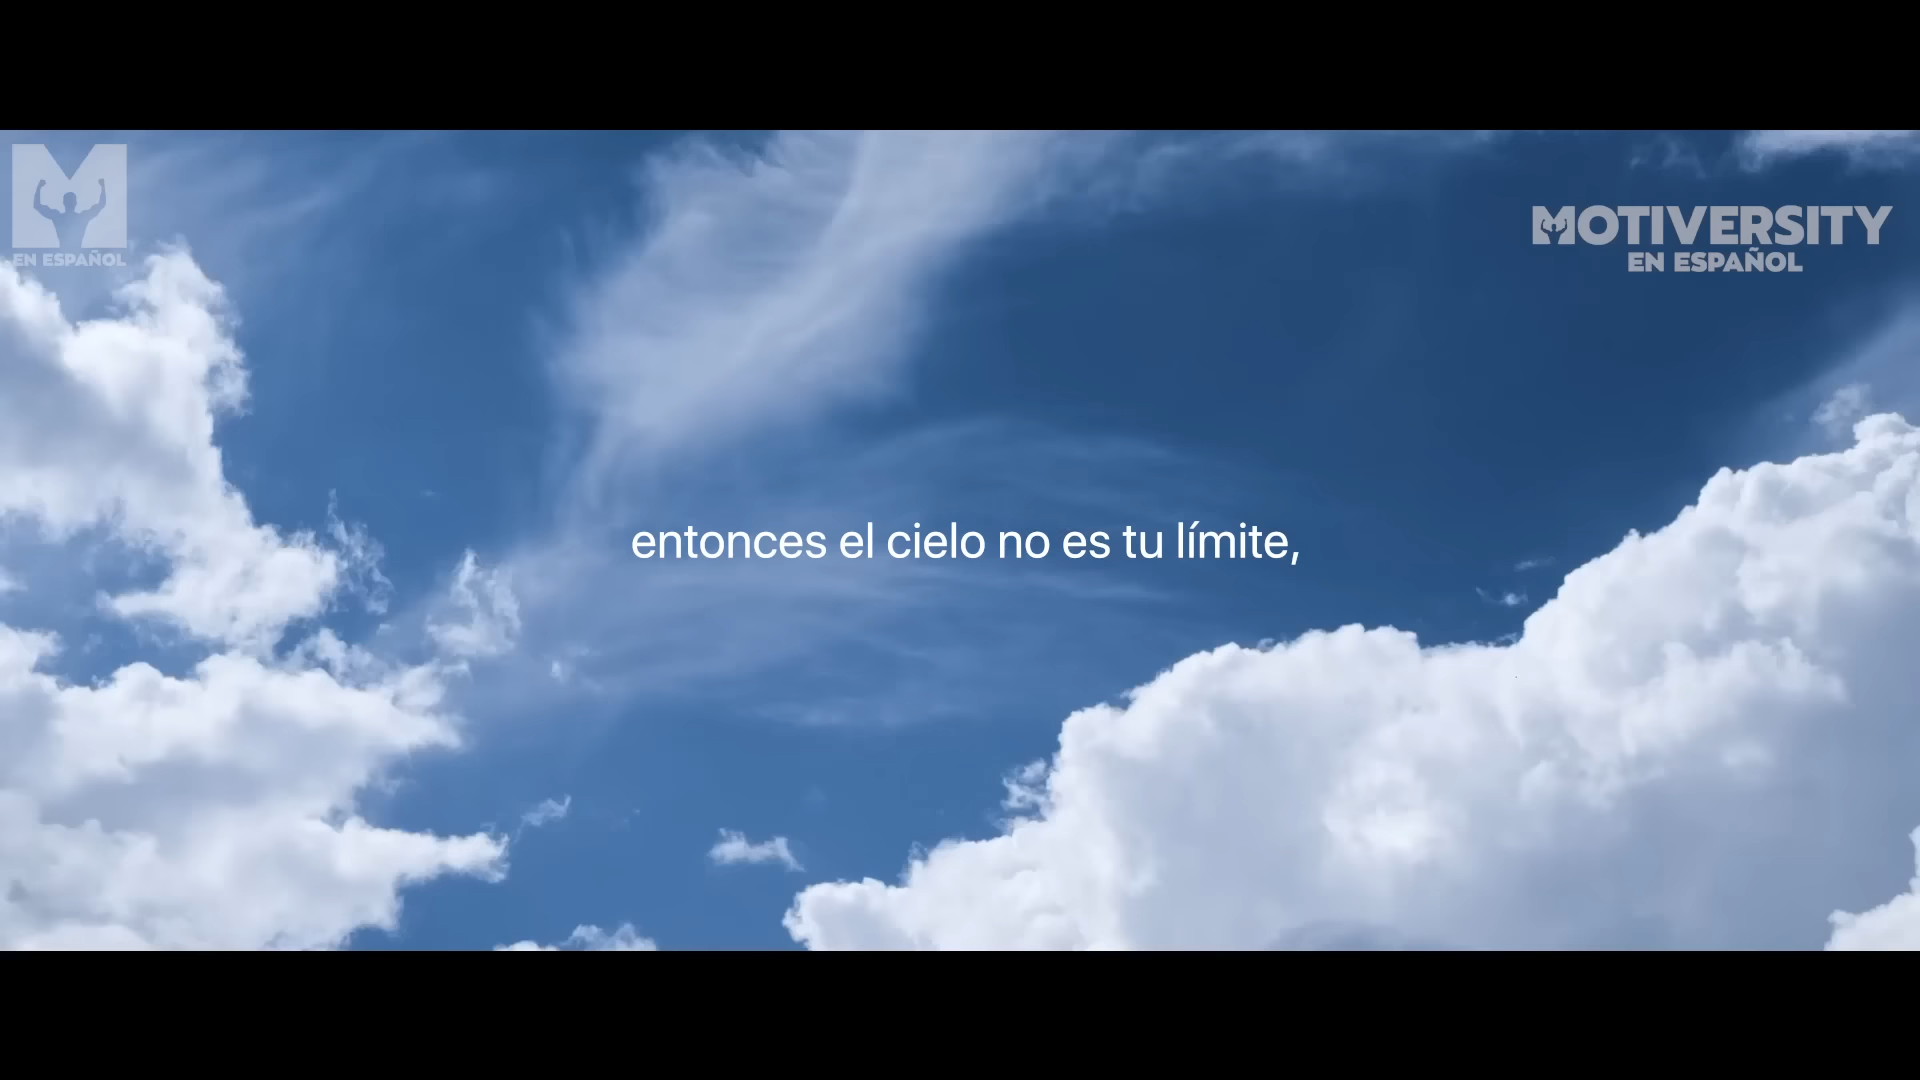 EN ESPAÑOL
MOTIVERSITY
EN ESPAÑOL
entonces el cielo no es tu límite,